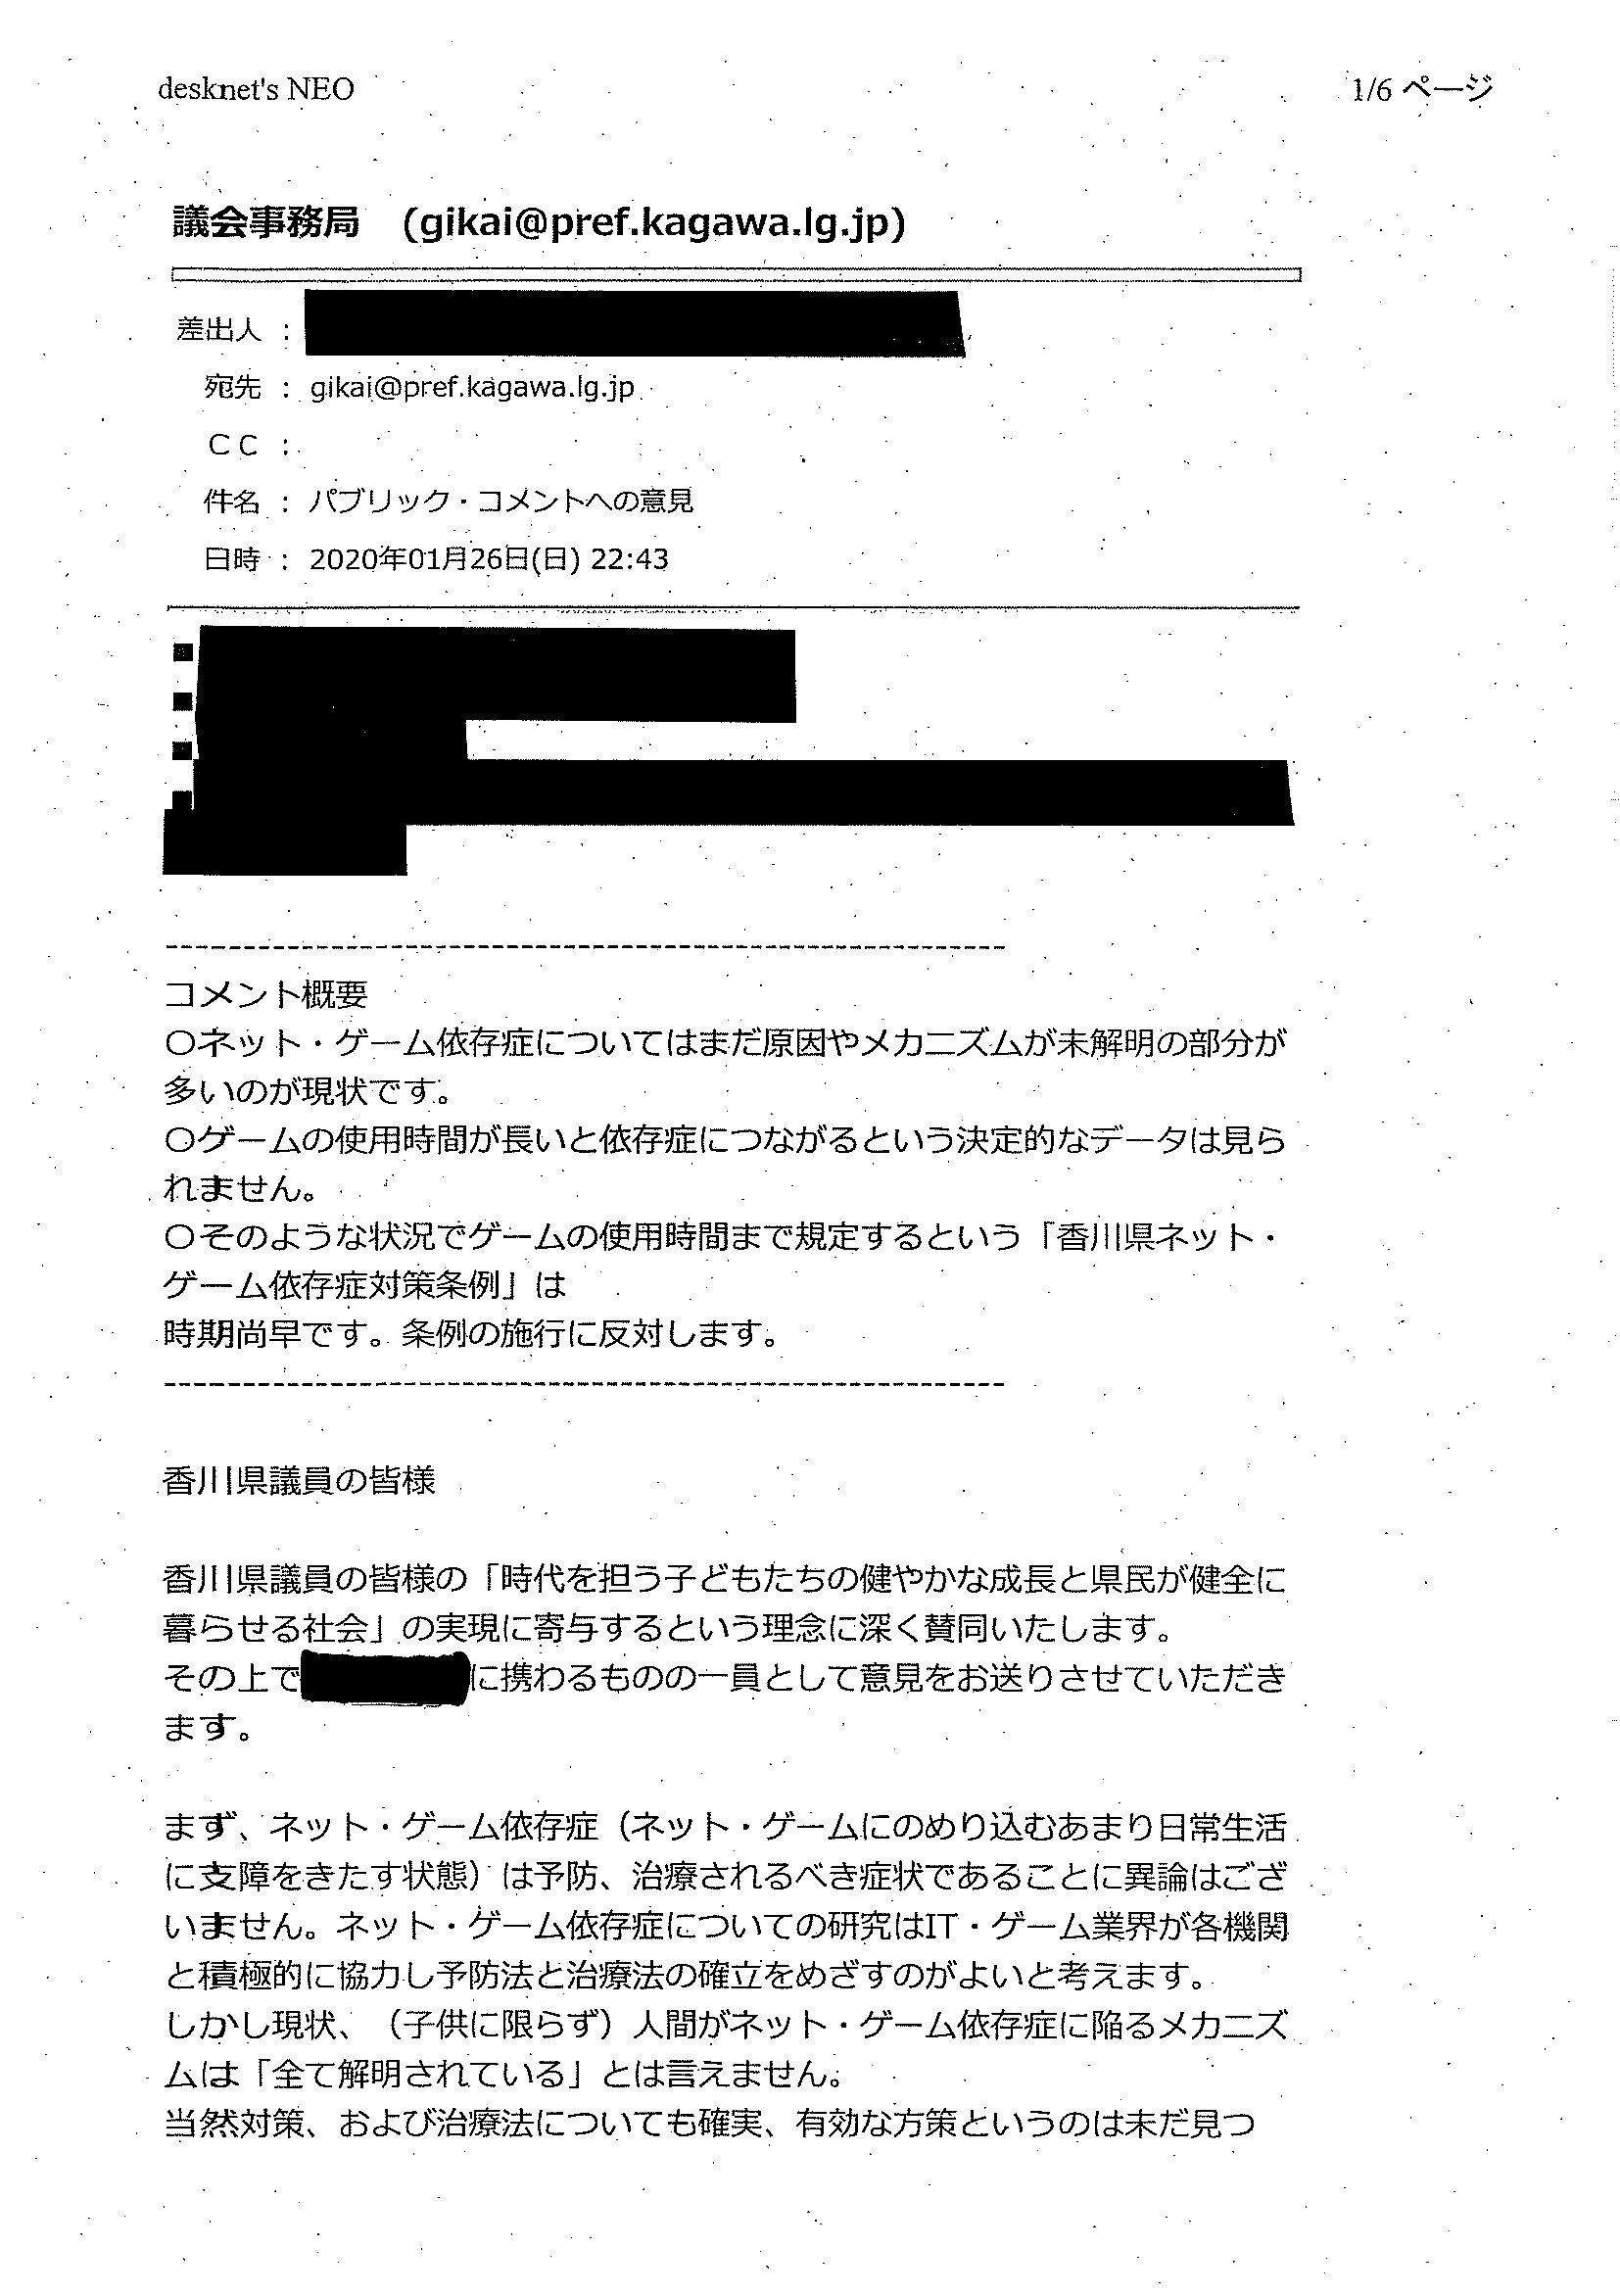 desknet's NEO
1/6 ページ
議会事務局 (gikai@pref.kagawa.lg.jp)
差出人 :
宛先 : gikai@pref.kagawa.lg.jp
ＣＣ :
件名 : パブリック・コメントへの意見
日時 : 2020年01月26日(日) 22:43
■
■
■
■
------------------------------------------------------------
コメント概要
〇ネット・ゲーム依存症についてはまだ原因やメカニズムが未解明の部分が
多いのが現状です。
〇ゲームの使用時間が長いと依存症につながるという決定的なデータは見ら
れません。
〇そのような状況でゲームの使用時間まで規定するという「香川県ネット・
ゲーム依存症対策条例」は
時期尚早です。条例の施行に反対します。
------------------------------------------------------------
香川県議員の皆様
香川県議員の皆様の「時代を担う子どもたちの健やかな成長と県民が健全に
暮らせる社会」の実現に寄与するという理念に深く賛同いたします。
その上で に携わるものの一員として意見をお送りさせていただき
ます。
まず、ネット・ゲーム依存症（ネット・ゲームにのめり込むあまり日常生活
に支障をきたす状態）は予防、治療されるべき症状であることに異論はござ
いません。ネット・ゲーム依存症についての研究はIT・ゲーム業界が各機関
と積極的に協力し予防法と治療法の確立をめざすのがよいと考えます。
しかし現状、（子供に限らず）人間がネット・ゲーム依存症に陥るメカニズ
ムは「全て解明されている」とは言えません。
当然対策、および治療法についても確実、有効な方策というのは未だ見つ